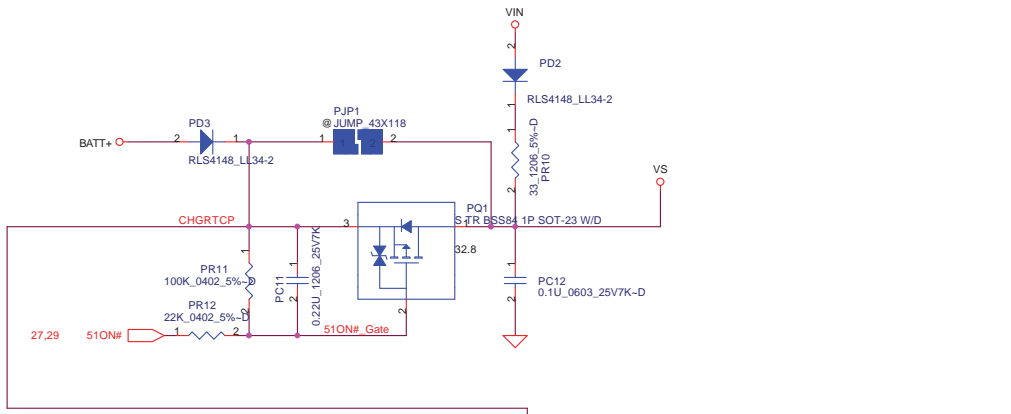 VIN
2
PD2
RLS4148_LL34-2
1
PD3
BATT+
2
1
RLS4148_LL34-2
PJP1
@ JUMP_43X118
1
1
2
2
1
33_1206_5%~D
PR10
2
VS
PQ1
S TR BSS84 1P SOT-23 W/D
CHGRTCP
3
1
32.8
1
PR11
100K_0402_5%~D
2
1
PC11
2
0.22U_1206_25V7K
1
PC12
0.1U_0603_25V7K~D
2
PR12
22K_0402_5%~D
2
27,29
51ON#
1
2
51ON#_Gate